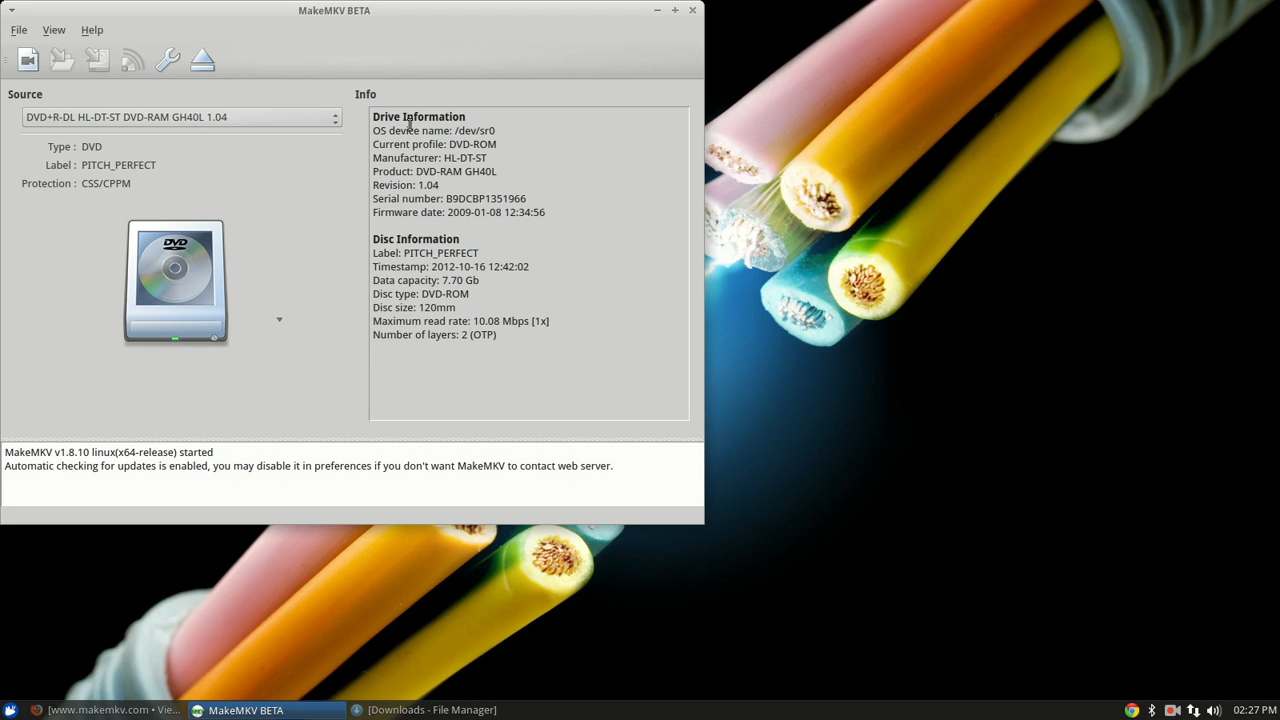 MakeMKV BETA
File View Help
Source
DVD+R-DL HL-DT-ST DVD-RAM GH40L 1.04
Type : DVD
Label : PITCH_PERFECT
Protection : CSS/CPPM
DVD
Info
Drive Information
OS device name: /dev/sr0
Current profile: DVD-ROM
Manufacturer: HL-DT-ST
Product: DVD-RAM GH40L
Revision: 1.04
Serial number: B9DCBP1351966
Firmware date: 2009-01-08 12:34:56
Disc Information
Label: PITCH_PERFECT
Timestamp: 2012-10-16 12:42:02
Data capacity: 7.70 Gb
Disc type: DVD-ROM
Disc size: 120mm
Maximum read rate: 10.08 Mbps [1x]
Number of layers: 2 (OTP)
MakeMKV v1.8.10 linux(x64-release) started
Automatic checking for updates is enabled, you may disable it in preferences if you don't want MakeMKV to contact web server.
[www.makemkv.com • Vie... MakeMKV BETA [Downloads - File Manager] 02:27 PM